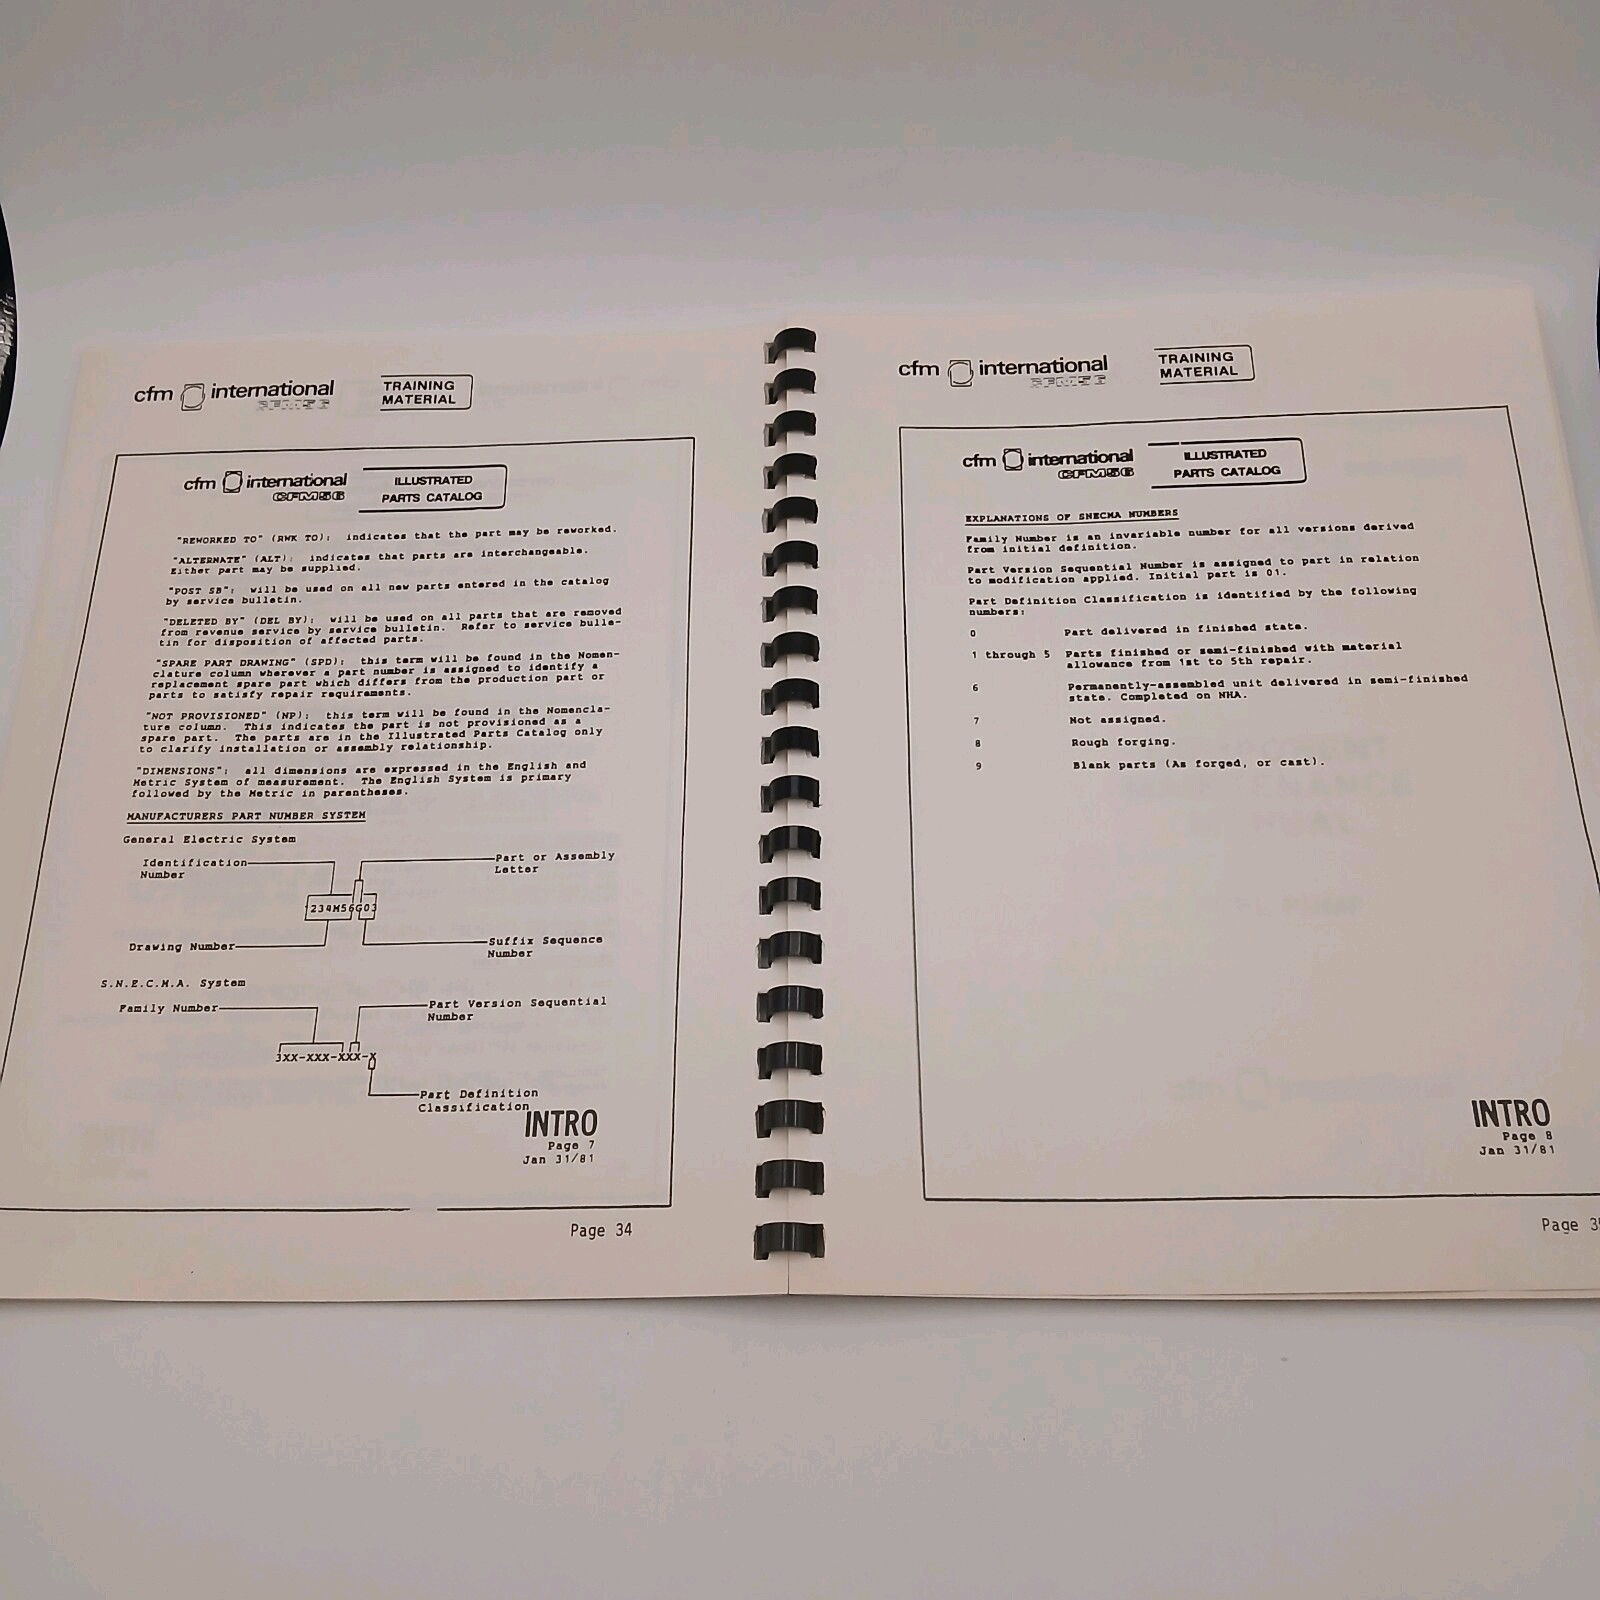 cfm international
CFM56
TRAINING
MATERIAL
cfm international
CFM56
ILLUSTRATED
PARTS CATALOG
"REWORKED TO" (RWK TO): indicates that the part may be reworked.
"ALTERNATE" (ALT): indicates that parts are interchangeable.
Either part may be supplied.
"POST SB": will be used on all new parts entered in the catalog
by service bulletin.
"DELETED BY" (DEL BY): will be used on all parts that are removed
from revenue service by service bulletin. Refer to service bulle-
tin for disposition of affected parts.
"SPARE PART DRAWING" (SPD): this term will be found in the Nomen-
clature column wherever a part number is assigned to identify a
replacement spare part which differs from the production part or
parts to satisfy repair requirements.
"NOT PROVISIONED" (NP): this term will be found in the Nomencla-
ture column. This indicates the part is not provisioned as a
spare part. The parts are in the Illustrated Parts Catalog only
to clarify installation or assembly relationship.
"DIMENSIONS": all dimensions are expressed in the English and
Metric System of measurement. The English System is primary
followed by the Metric in parentheses.
MANUFACTURERS PART NUMBER SYSTEM
General Electric System
Identification
Number
Part or Assembly
Letter
1234M56G03
Drawing Number
Suffix Sequence
Number
S.N.E.C.M.A. System
Family Number
Part Version Sequential
Number
3XX-XXX-XXX-X
Part Definition
Classification
INTRO
Page 7
Jan 31/81
Page 34
cfm international
CFM56
TRAINING
MATERIAL
cfm international
CFM56
ILLUSTRATED
PARTS CATALOG
EXPLANATIONS OF SNECMA NUMBERS
Family Number is an invariable number for all versions derived
from initial definition.
Part Version Sequential Number is assigned to part in relation
to modification applied. Initial part is 01.
Part Definition Classification is identified by the following
numbers:
0 Part delivered in finished state.
1 through 5 Parts finished or semi-finished with material
allowance from 1st to 5th repair.
6 Permanently-assembled unit delivered in semi-finished
state. Completed on NHA.
7 Not assigned.
8 Rough forging.
9 Blank parts (As forged, or cast).
INTRO
Page 8
Jan 31/81
Page 35